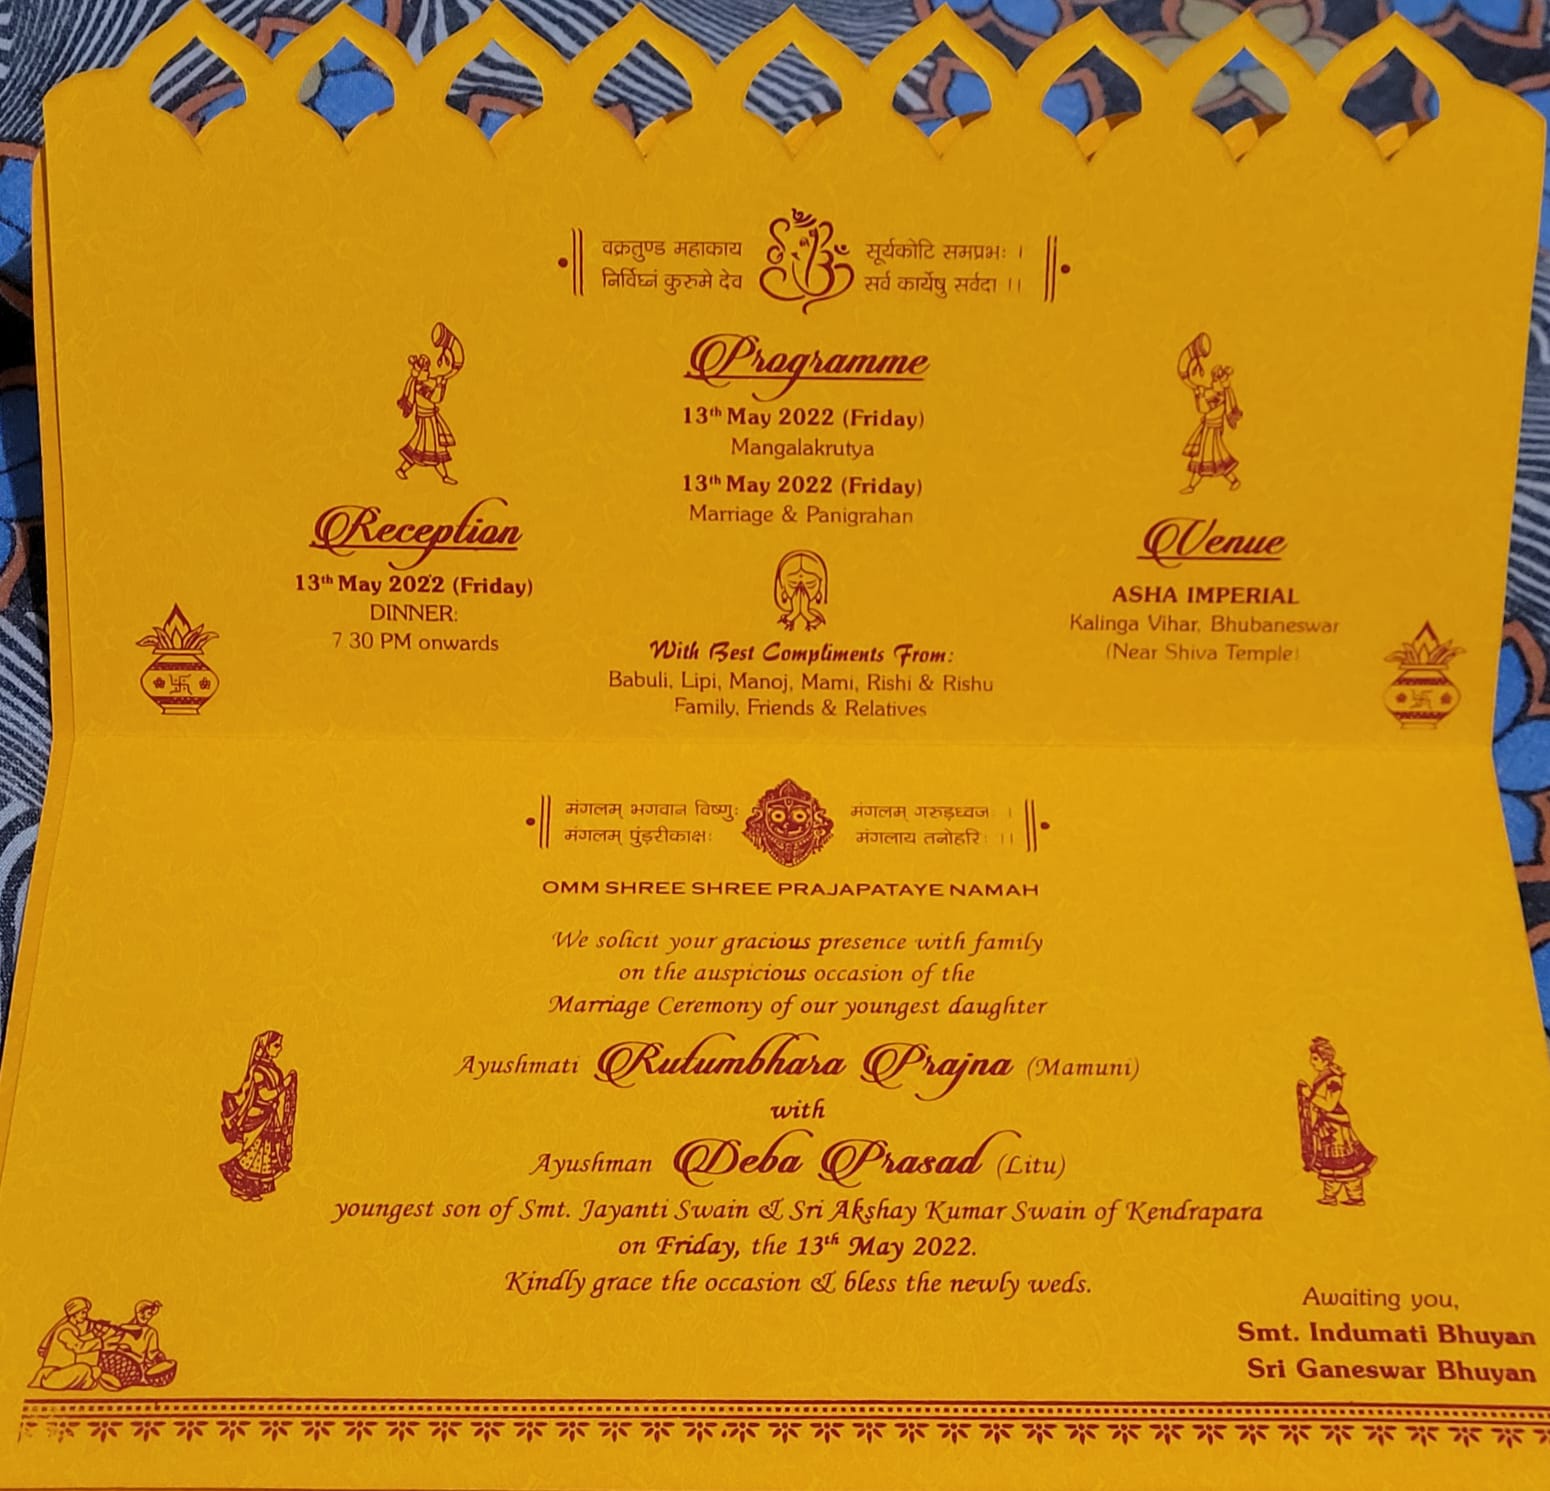 वक्रतुण्ड महाकाय सूर्यकोटि समप्रभः ।
निर्विघ्नं कुरुमे देव सर्व कार्येषु सर्वदा ।।
Programme
13th May 2022 (Friday)
Mangalakrutya
13th May 2022 (Friday)
Marriage & Panigrahan
Reception
13th May 2022 (Friday)
DINNER:
7 30 PM onwards
Venue
ASHA IMPERIAL
Kalinga Vihar, Bhubaneswar
(Near Shiva Temple)
With Best Compliments From:
Babuli, Lipi, Manoj, Mami, Rishi & Rishu
Family, Friends & Relatives
मंगलम् भगवान विष्णुः मंगलम् गरुड़ध्वज ।
मंगलम् पुंड़रीकाक्षः मंगलाय तनोहरिः ।।
OMM SHREE SHREE PRAJAPATAYE NAMAH
We solicit your gracious presence with family
on the auspicious occasion of the
Marriage Ceremony of our youngest daughter
Ayushmati Rutumbhara Prajna (Mamuni)
with
Ayushman Deba Prasad (Litu)
youngest son of Smt. Jayanti Swain & Sri Akshay Kumar Swain of Kendrapara
on Friday, the 13th May 2022.
Kindly grace the occasion & bless the newly weds.
Awaiting you,
Smt. Indumati Bhuyan
Sri Ganeswar Bhuyan